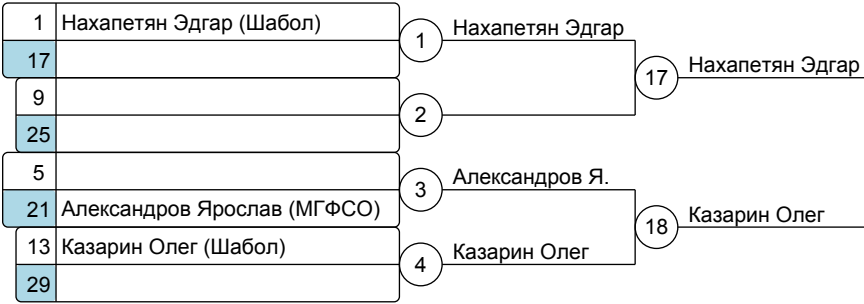 1 Нахапетян Эдгар (Шабол)
17
1 Нахапетян Эдгар
17 Нахапетян Эдгар
9
25
2
5
21 Александров Ярослав (МГФСО)
3 Александров Я.
18 Казарин Олег
13 Казарин Олег (Шабол)
29
4 Казарин Олег